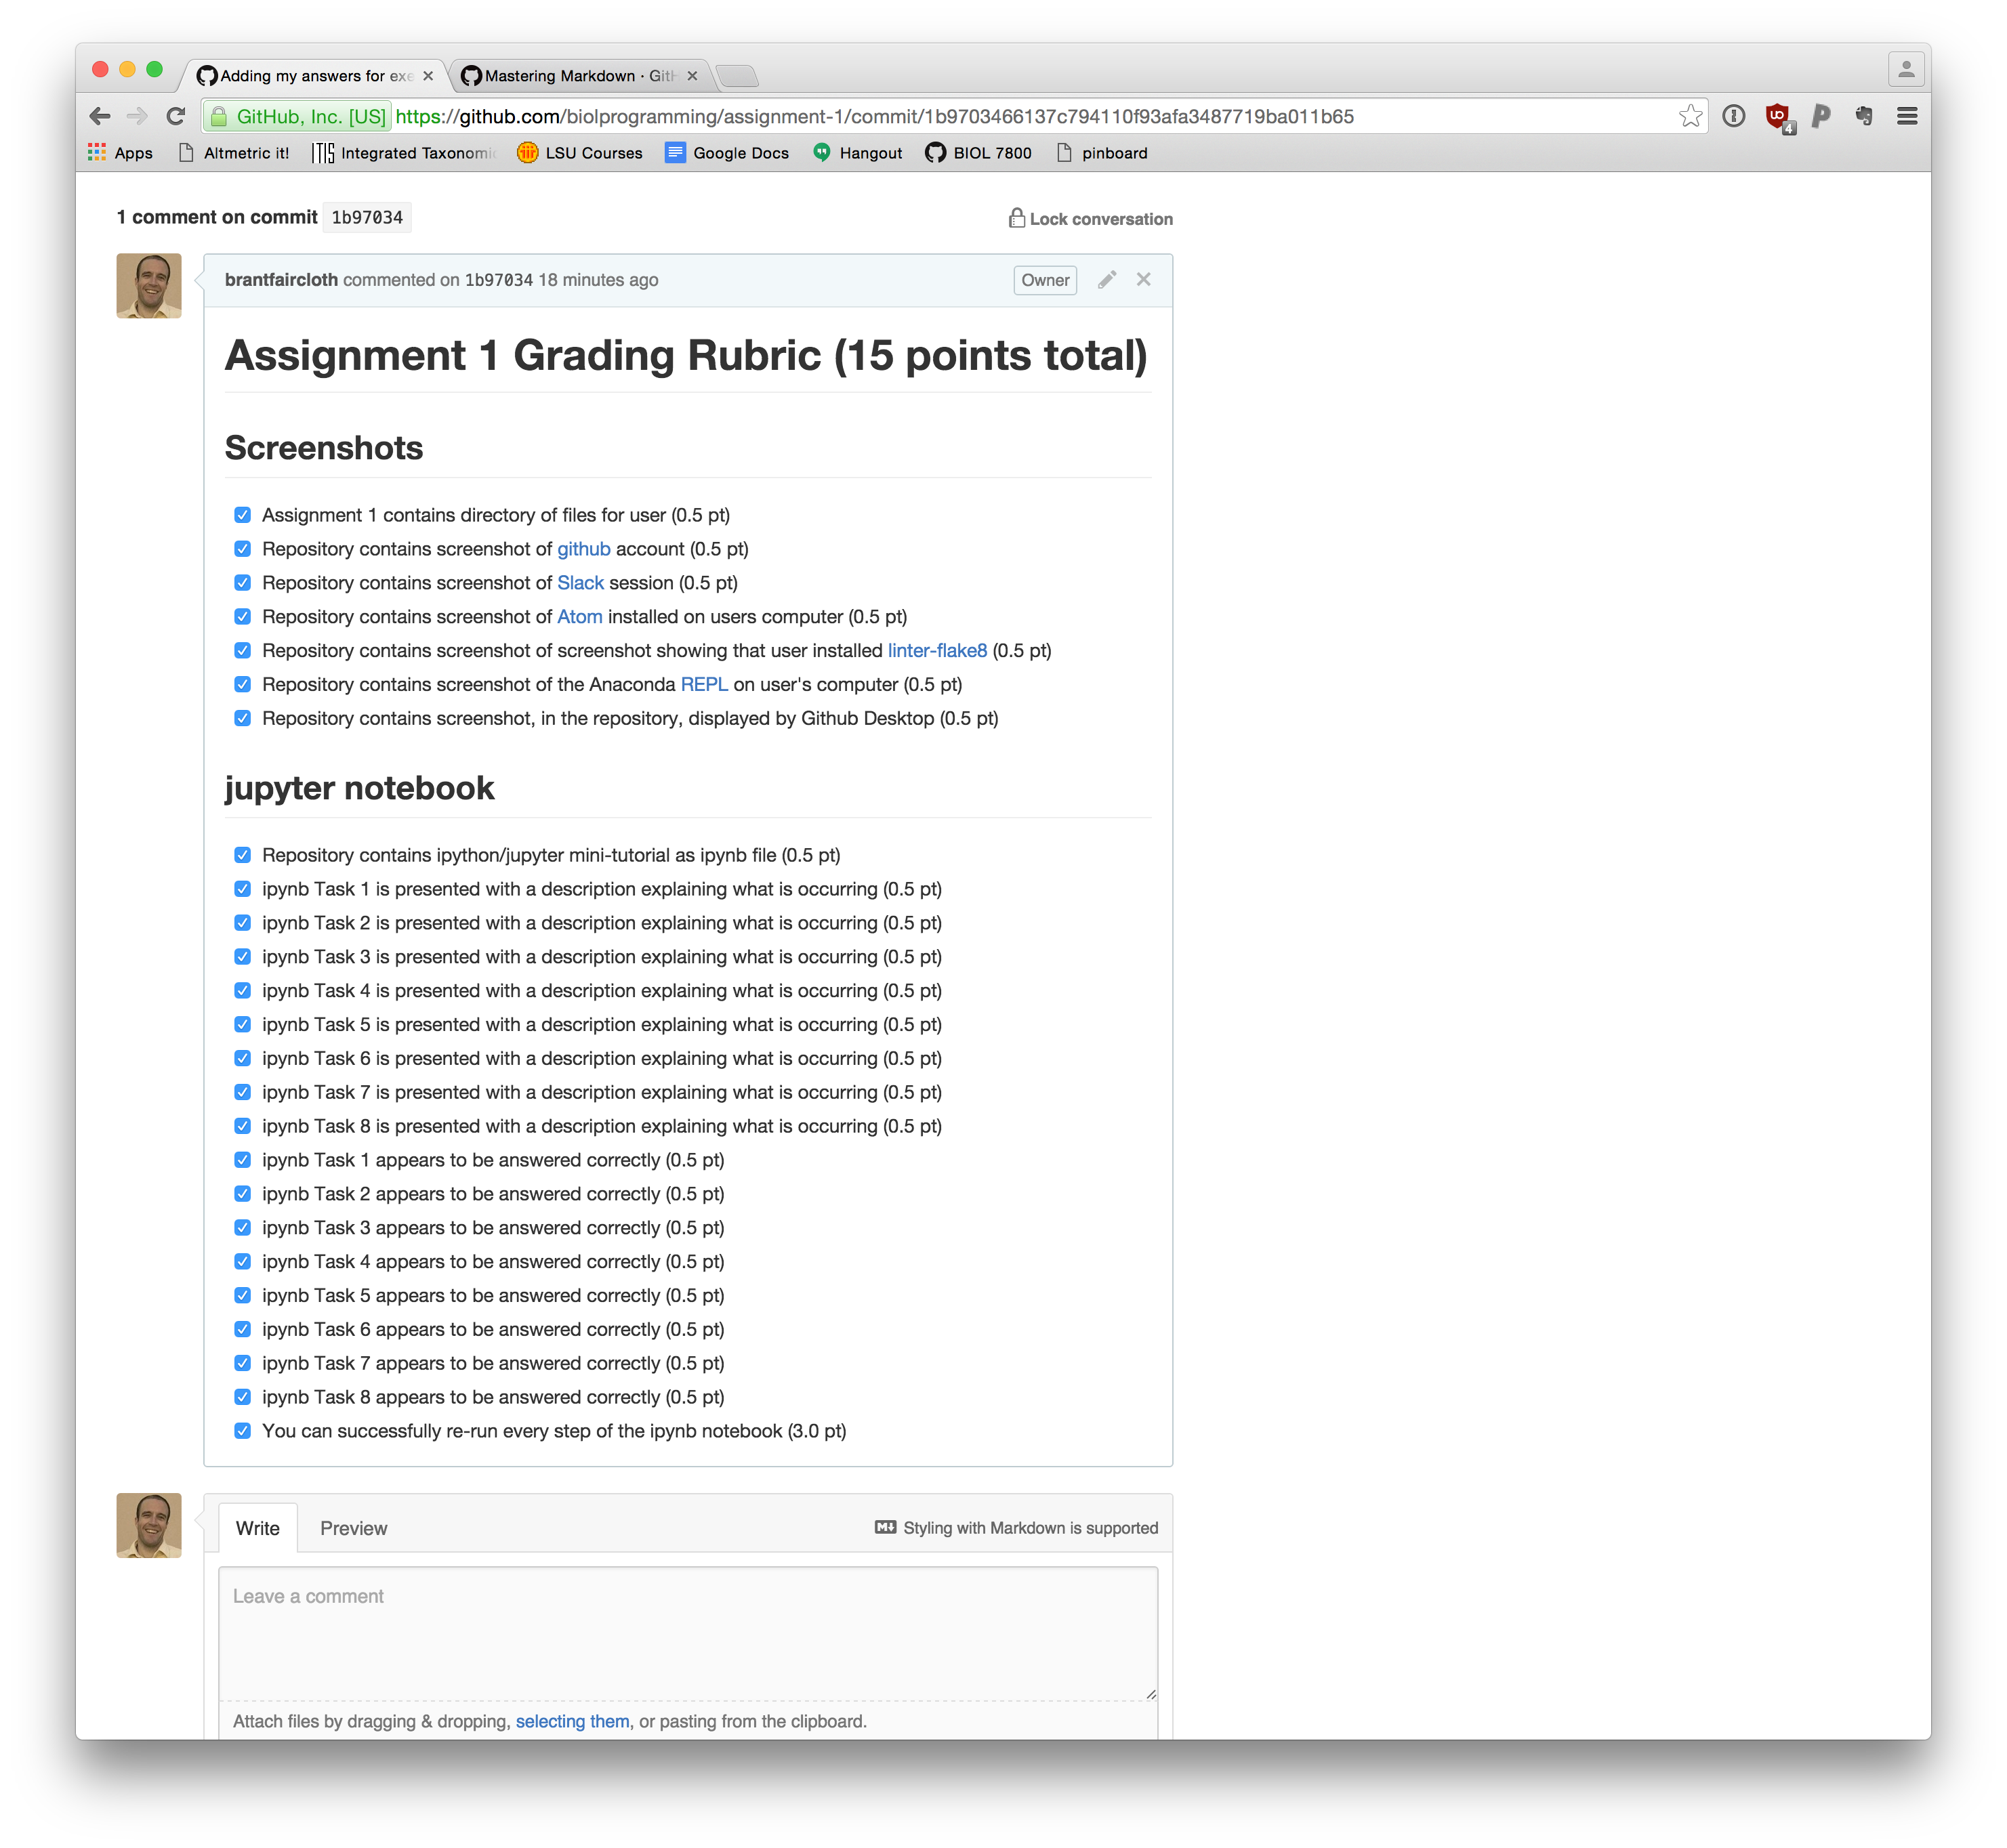 Adding my answers for exe
Mastering Markdown · GitH
GitHub, Inc. [US] https://github.com/biolprogramming/assignment-1/commit/1b9703466137c794110f93afa3487719ba011b65
4
Apps Altmetric it! Integrated Taxonomic LSU Courses Google Docs Hangout BIOL 7800 pinboard
1 comment on commit 1b97034
Lock conversation
brantfaircloth commented on 1b97034 18 minutes ago
Owner
Assignment 1 Grading Rubric (15 points total)
Screenshots
Assignment 1 contains directory of files for user (0.5 pt)
Repository contains screenshot of github account (0.5 pt)
Repository contains screenshot of Slack session (0.5 pt)
Repository contains screenshot of Atom installed on users computer (0.5 pt)
Repository contains screenshot of screenshot showing that user installed linter-flake8 (0.5 pt)
Repository contains screenshot of the Anaconda REPL on user's computer (0.5 pt)
Repository contains screenshot, in the repository, displayed by Github Desktop (0.5 pt)
jupyter notebook
Repository contains ipython/jupyter mini-tutorial as ipynb file (0.5 pt)
ipynb Task 1 is presented with a description explaining what is occurring (0.5 pt)
ipynb Task 2 is presented with a description explaining what is occurring (0.5 pt)
ipynb Task 3 is presented with a description explaining what is occurring (0.5 pt)
ipynb Task 4 is presented with a description explaining what is occurring (0.5 pt)
ipynb Task 5 is presented with a description explaining what is occurring (0.5 pt)
ipynb Task 6 is presented with a description explaining what is occurring (0.5 pt)
ipynb Task 7 is presented with a description explaining what is occurring (0.5 pt)
ipynb Task 8 is presented with a description explaining what is occurring (0.5 pt)
ipynb Task 1 appears to be answered correctly (0.5 pt)
ipynb Task 2 appears to be answered correctly (0.5 pt)
ipynb Task 3 appears to be answered correctly (0.5 pt)
ipynb Task 4 appears to be answered correctly (0.5 pt)
ipynb Task 5 appears to be answered correctly (0.5 pt)
ipynb Task 6 appears to be answered correctly (0.5 pt)
ipynb Task 7 appears to be answered correctly (0.5 pt)
ipynb Task 8 appears to be answered correctly (0.5 pt)
You can successfully re-run every step of the ipynb notebook (3.0 pt)
Write
Preview
Styling with Markdown is supported
Leave a comment
Attach files by dragging & dropping, selecting them, or pasting from the clipboard.